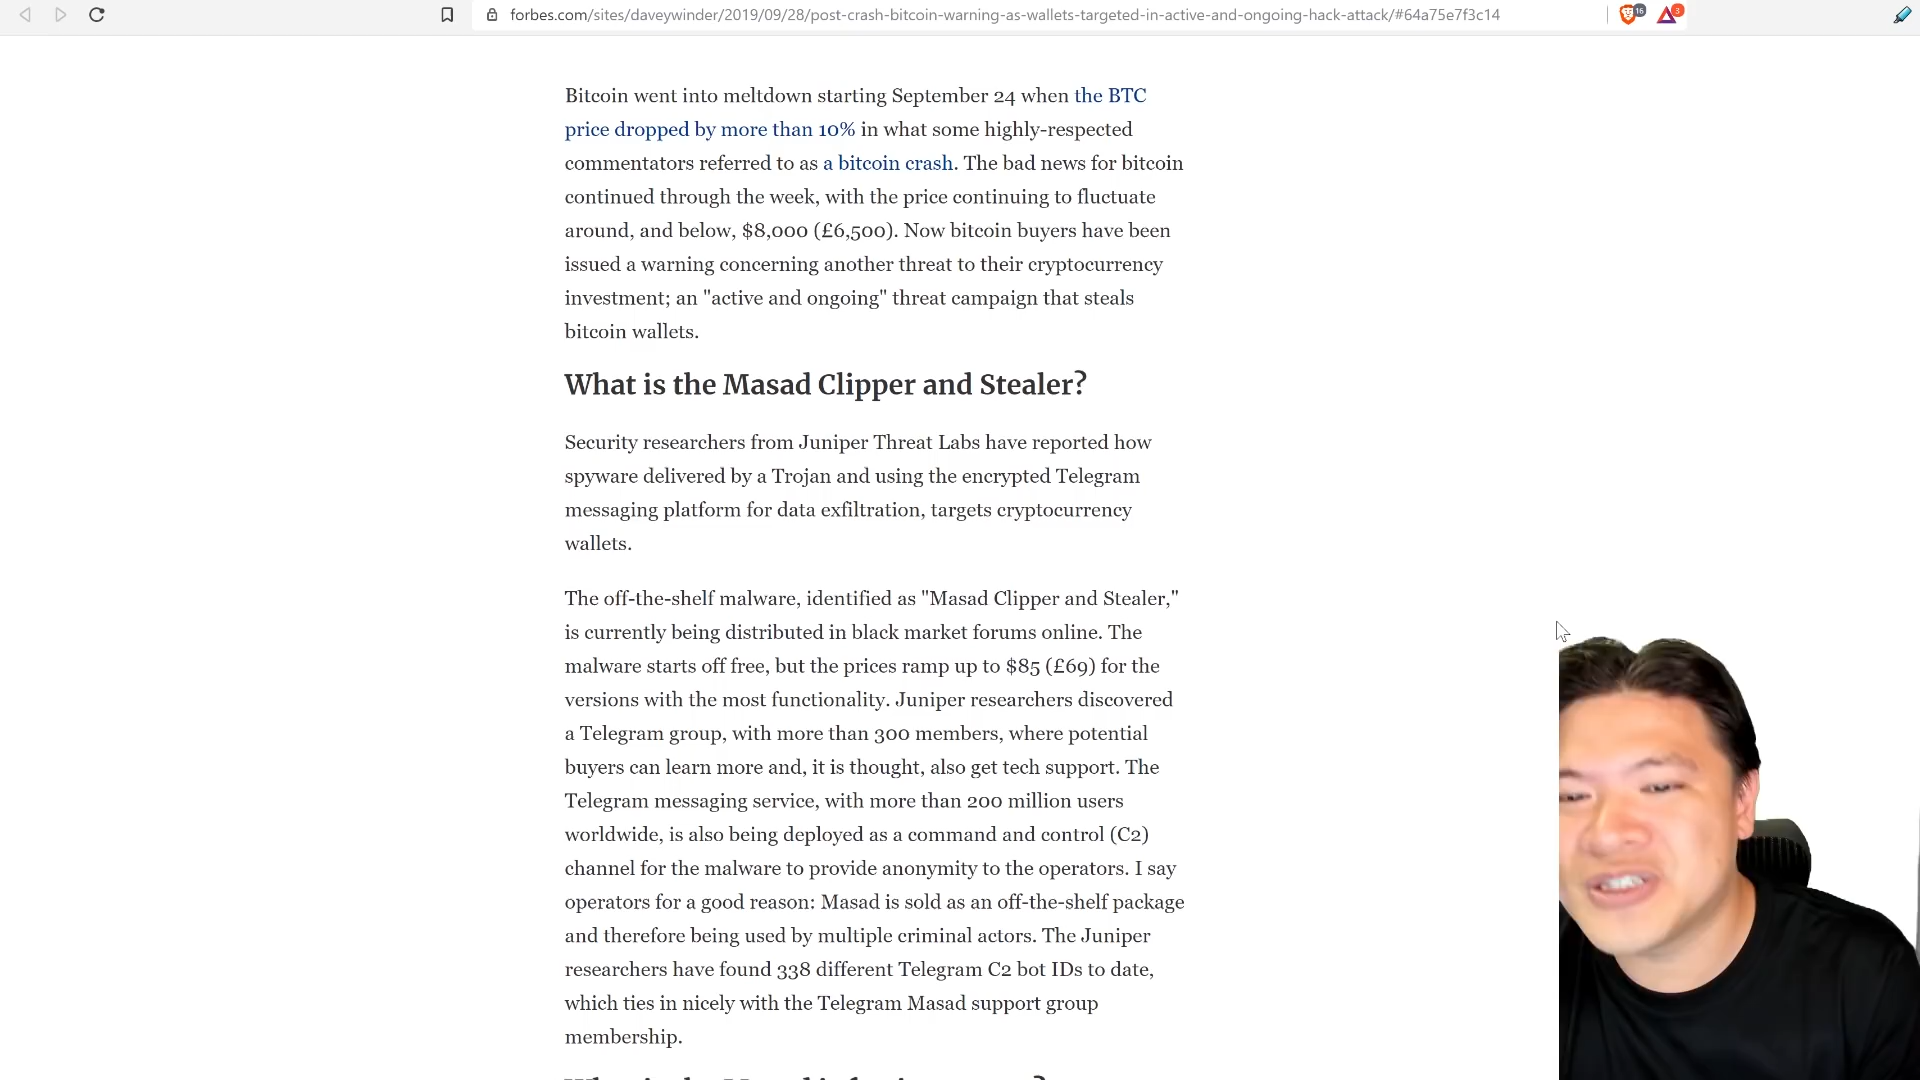 forbes.com/sites/daveywinder/2019/09/28/post-crash-bitcoin-warning-as-wallets-targeted-in-active-and-ongoing-hack-attack/#64a75e7f3c14
16
3
Bitcoin went into meltdown starting September 24 when the BTC
price dropped by more than 10% in what some highly-respected
commentators referred to as a bitcoin crash. The bad news for bitcoin
continued through the week, with the price continuing to fluctuate
around, and below, $8,000 (£6,500). Now bitcoin buyers have been
issued a warning concerning another threat to their cryptocurrency
investment; an "active and ongoing" threat campaign that steals
bitcoin wallets.
What is the Masad Clipper and Stealer?
Security researchers from Juniper Threat Labs have reported how
spyware delivered by a Trojan and using the encrypted Telegram
messaging platform for data exfiltration, targets cryptocurrency
wallets.
The off-the-shelf malware, identified as "Masad Clipper and Stealer,"
is currently being distributed in black market forums online. The
malware starts off free, but the prices ramp up to $85 (£69) for the
versions with the most functionality. Juniper researchers discovered
a Telegram group, with more than 300 members, where potential
buyers can learn more and, it is thought, also get tech support. The
Telegram messaging service, with more than 200 million users
worldwide, is also being deployed as a command and control (C2)
channel for the malware to provide anonymity to the operators. I say
operators for a good reason: Masad is sold as an off-the-shelf package
and therefore being used by multiple criminal actors. The Juniper
researchers have found 338 different Telegram C2 bot IDs to date,
which ties in nicely with the Telegram Masad support group
membership.